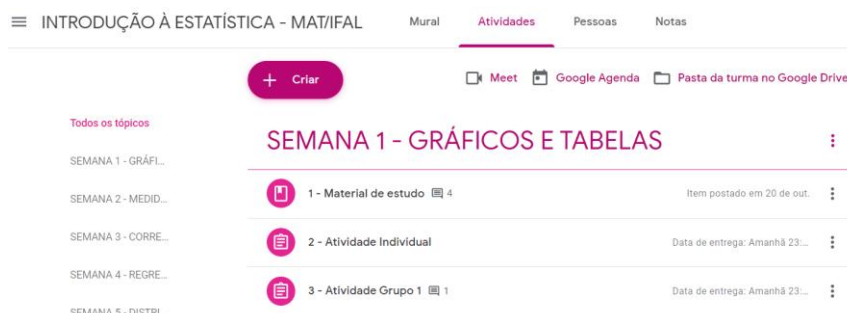 INTRODUÇÃO À ESTATÍSTICA - MAT/IFAL
Mural
Atividades
Pessoas
Notas
+ Criar
Meet
Google Agenda
Pasta da turma no Google Drive
Todos os tópicos
SEMANA 1 - GRÁFI...
SEMANA 2 - MEDID...
SEMANA 3 - CORRE...
SEMANA 4 - REGRE...
SEMANA 5 - DISTRI...
SEMANA 1 - GRÁFICOS E TABELAS
1 - Material de estudo 4
Item postado em 20 de out.
2 - Atividade Individual
Data de entrega: Amanhã 23:...
3 - Atividade Grupo 1 1
Data de entrega: Amanhã 23:...